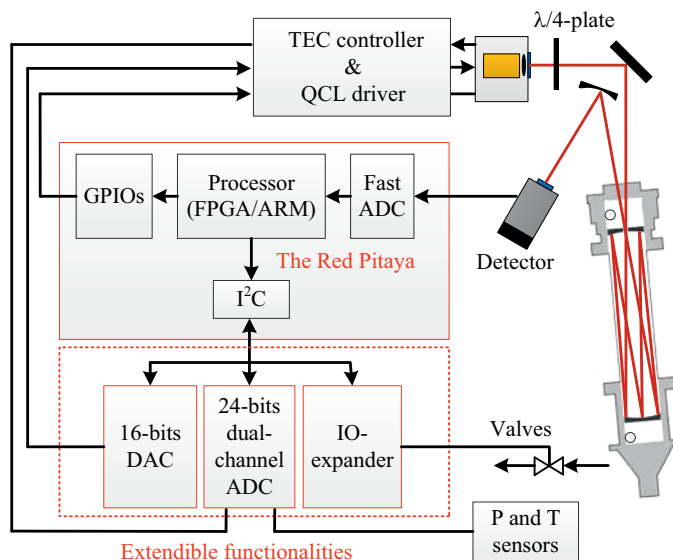 TEC controller
&
QCL driver
λ/4-plate
GPIOs
Processor
(FPGA/ARM)
Fast
ADC
Detector
The Red Pitaya
I²C
16-bits
DAC
24-bits
dual-
channel
ADC
IO-
expander
Valves
P and T
sensors
Extendible functionalities